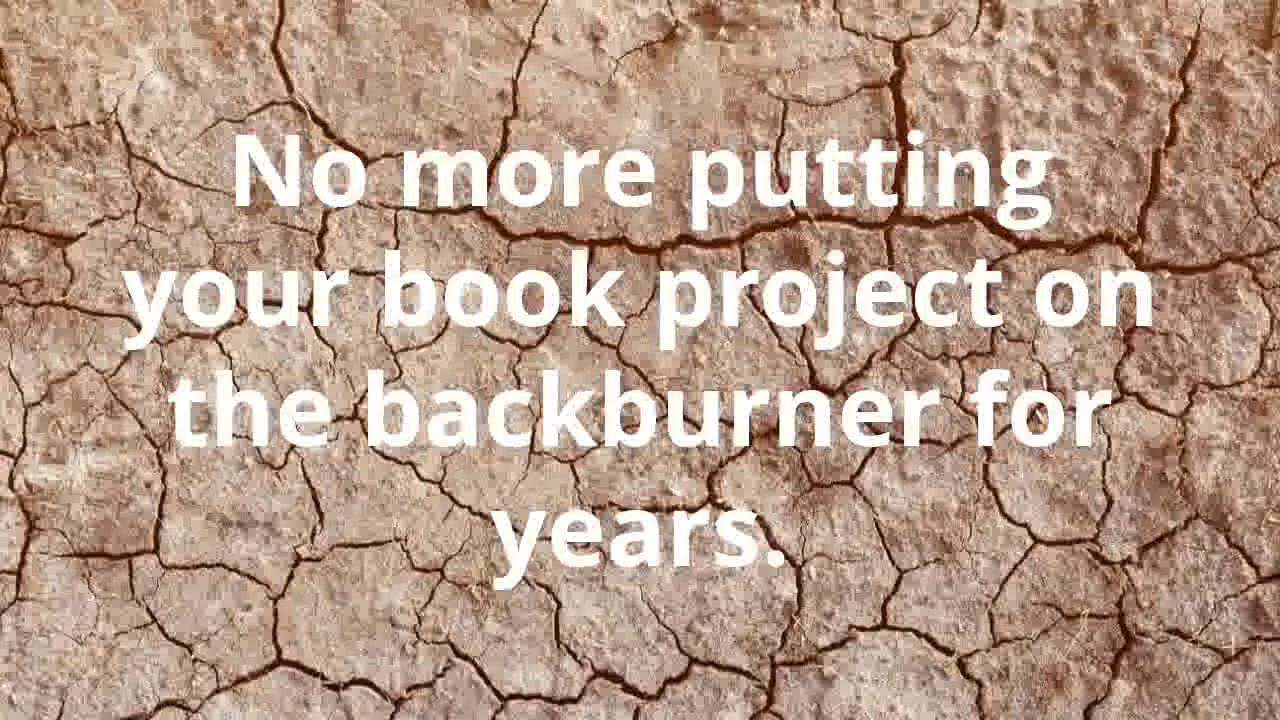 No more putting
your book project on
the backburner for
years.